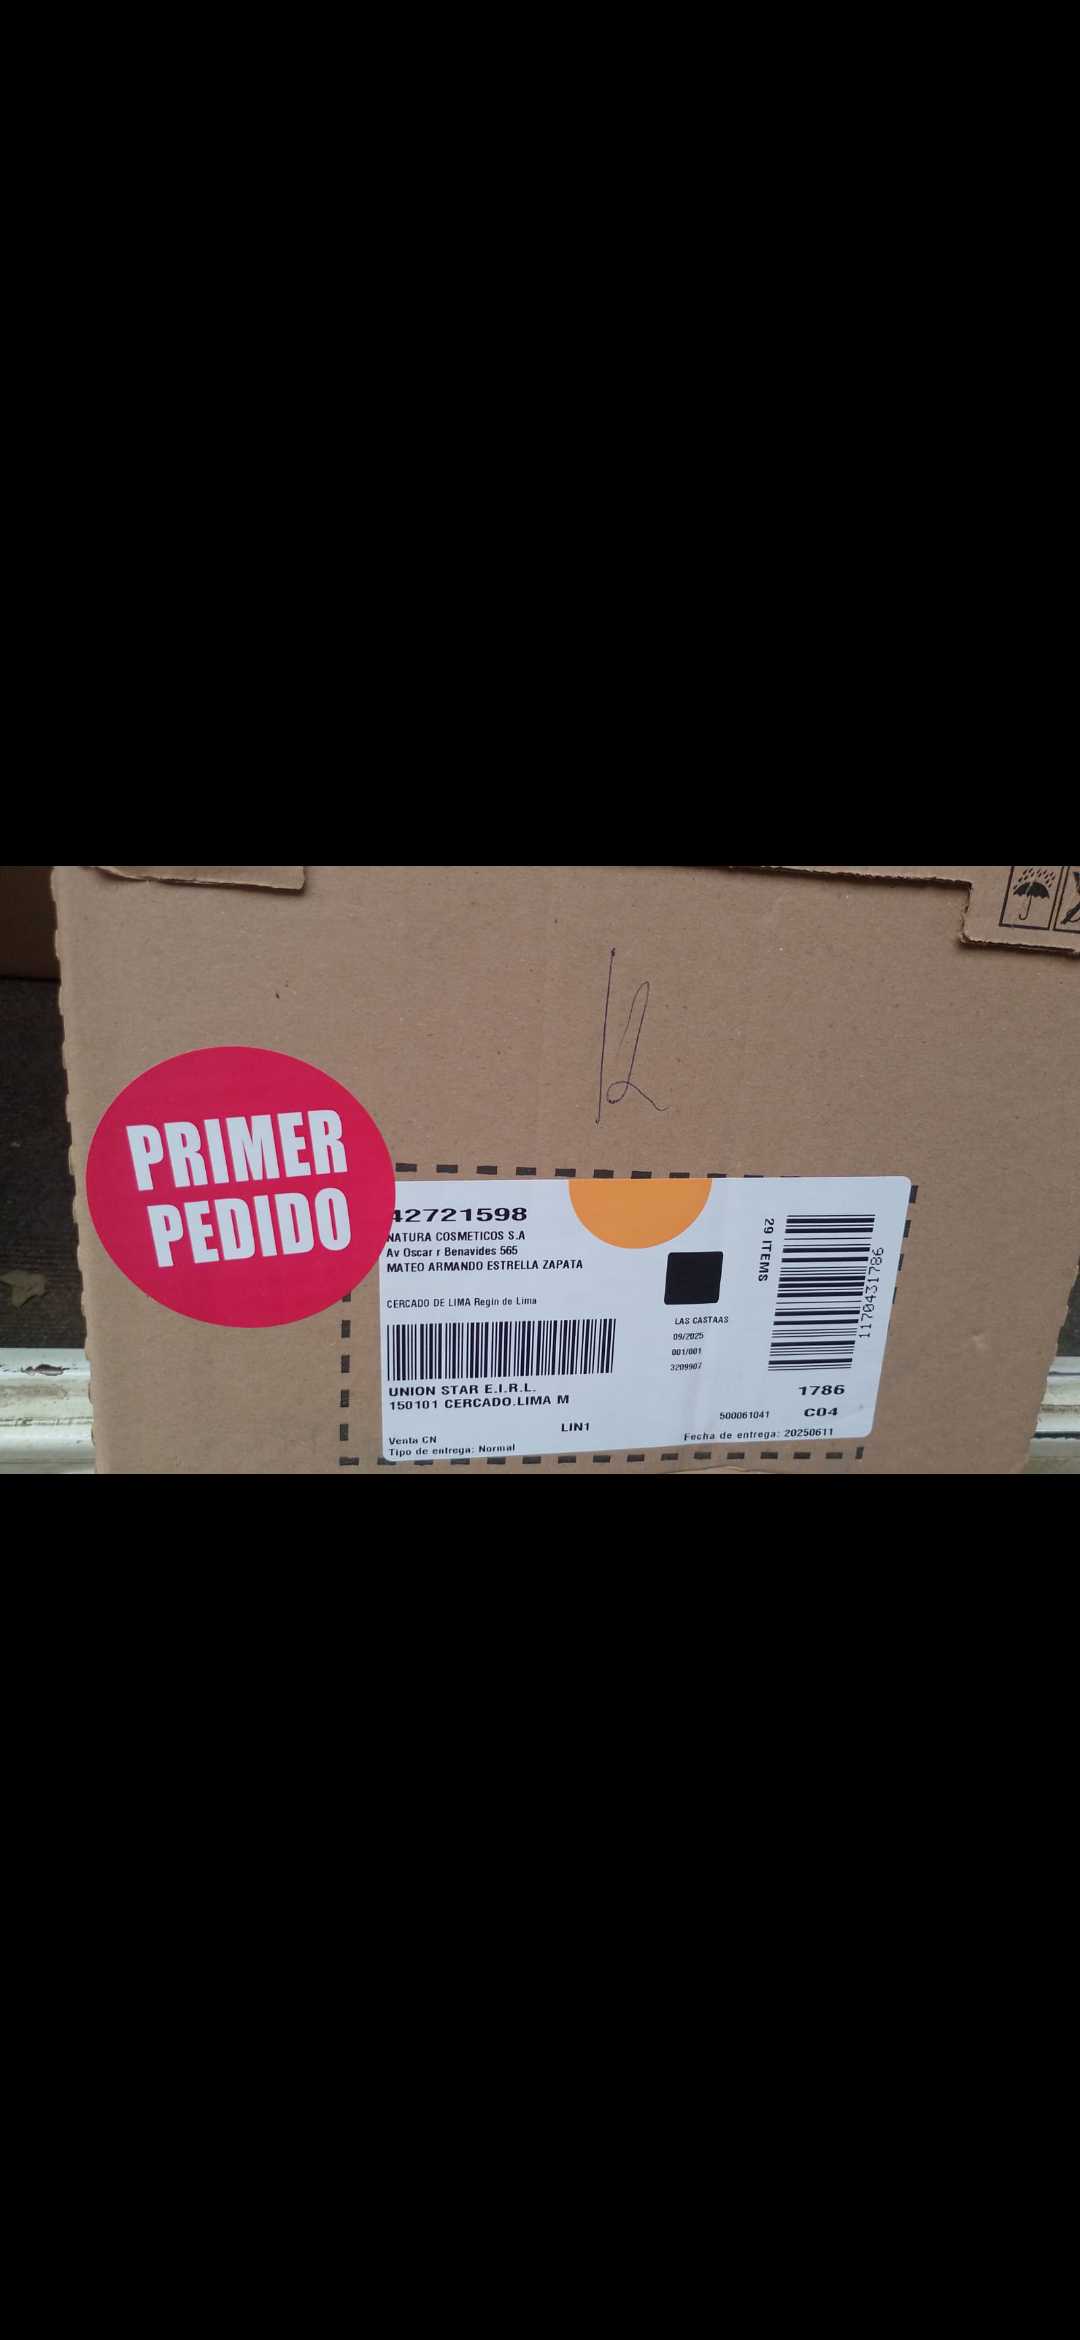 12
PRIMER
PEDIDO
42721598
NATURA COSMETICOS S.A
Av Oscar r Benavides 565
MATEO ARMANDO ESTRELLA ZAPATA
CERCADO DE LIMA Regin de Lima
UNION STAR E.I.R.L.
150101 CERCADO.LIMA M
LIN1
Venta CN
Tipo de entrega: Normal
LAS CASTAAS
09/2025
001/001
3209907
29 ITEMS
1170431786
1786
500061041 C04
Fecha de entrega: 20250611